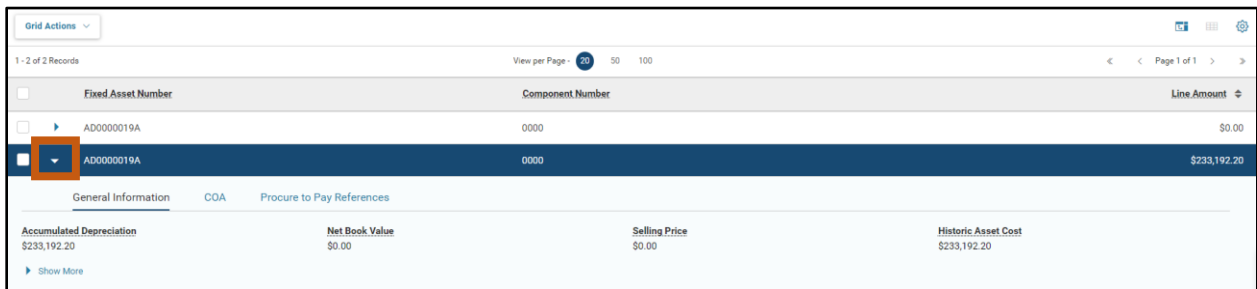 Grid Actions
1 - 2 of 2 Records View per Page - 20 50 100 Page 1 of 1
Fixed Asset Number Component Number Line Amount
AD0000019A 0000 $0.00
AD0000019A 0000 $233,192.20
General Information COA Procure to Pay References
Accumulated Depreciation Net Book Value Selling Price Historic Asset Cost
$233,192.20 $0.00 $0.00 $233,192.20
Show More